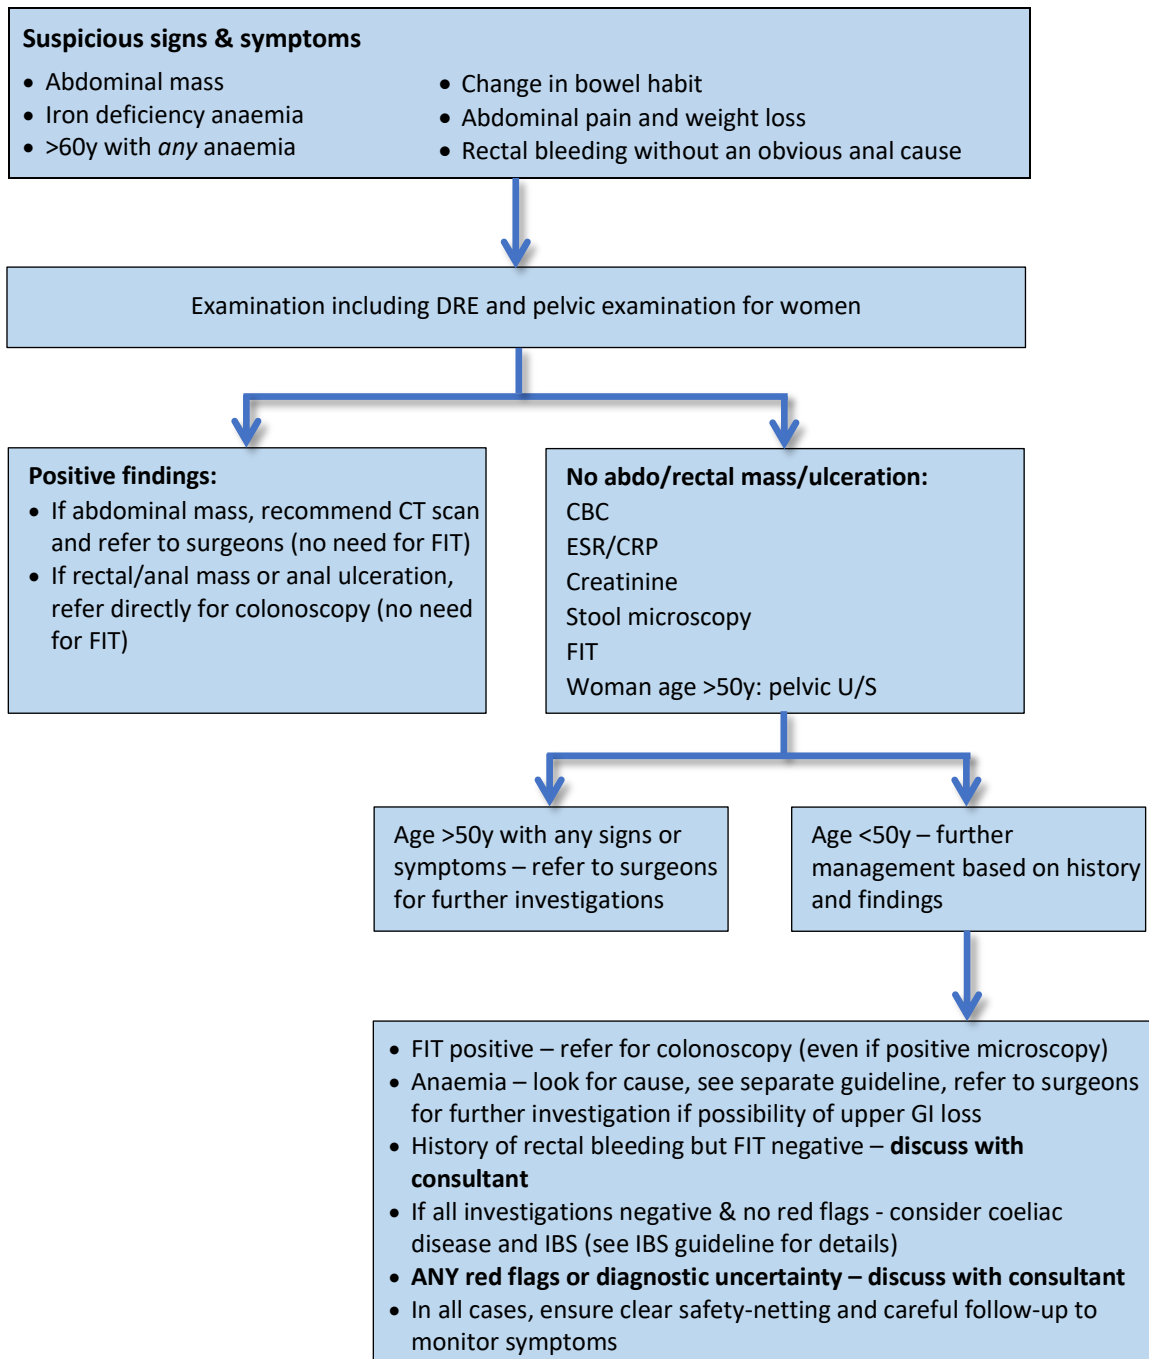 Suspicious signs & symptoms
• Abdominal mass
• Iron deficiency anaemia
• >60y with any anaemia
• Change in bowel habit
• Abdominal pain and weight loss
• Rectal bleeding without an obvious anal cause
Examination including DRE and pelvic examination for women
Positive findings:
• If abdominal mass, recommend CT scan
and refer to surgeons (no need for FIT)
• If rectal/anal mass or anal ulceration,
refer directly for colonoscopy (no need
for FIT)
No abdo/rectal mass/ulceration:
CBC
ESR/CRP
Creatinine
Stool microscopy
FIT
Woman age >50y: pelvic U/S
Age >50y with any signs or
symptoms – refer to surgeons
for further investigations
Age <50y – further
management based on history
and findings
• FIT positive – refer for colonoscopy (even if positive microscopy)
• Anaemia – look for cause, see separate guideline, refer to surgeons
for further investigation if possibility of upper GI loss
• History of rectal bleeding but FIT negative – discuss with
consultant
• If all investigations negative & no red flags - consider coeliac
disease and IBS (see IBS guideline for details)
• ANY red flags or diagnostic uncertainty – discuss with consultant
• In all cases, ensure clear safety-netting and careful follow-up to
monitor symptoms